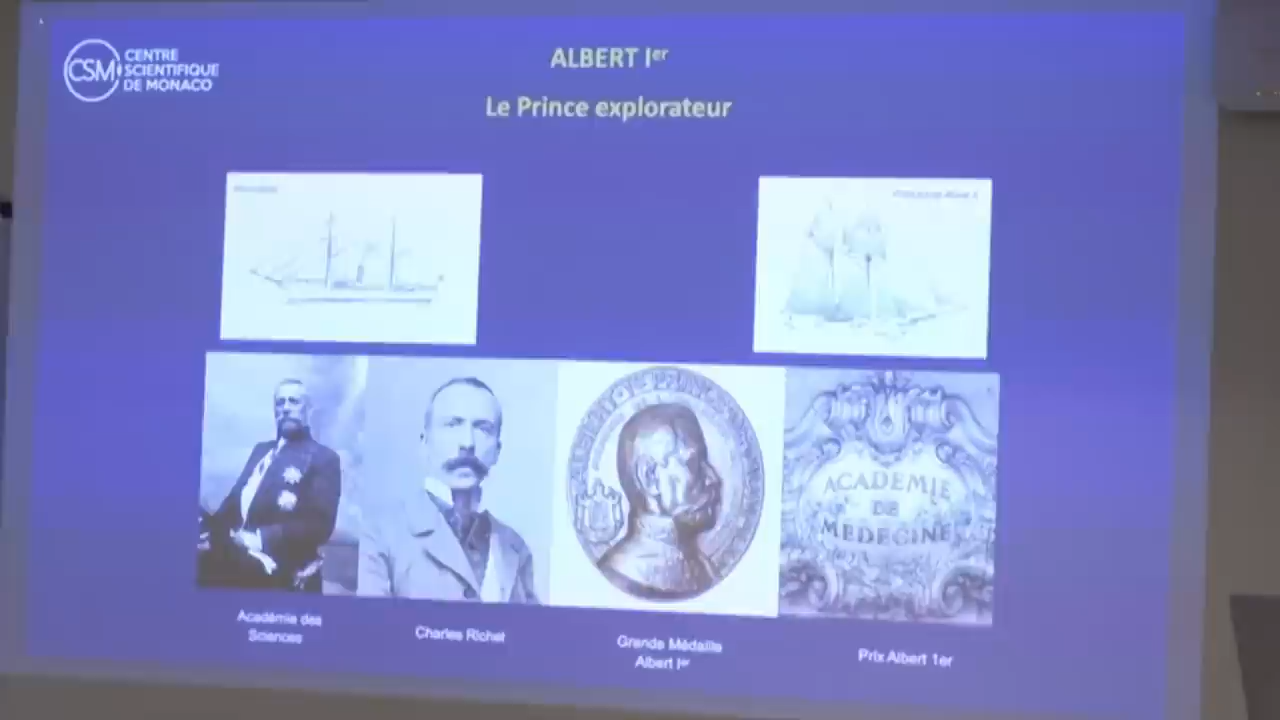 CSM
CENTRE
SCIENTIFIQUE
DE MONACO
ALBERT Ier
Le Prince explorateur
ACADEMIE
DE
MEDECINE
Académie des
Sciences
Charles Richet
Grande Médaille
Albert Ier
Prix Albert 1er